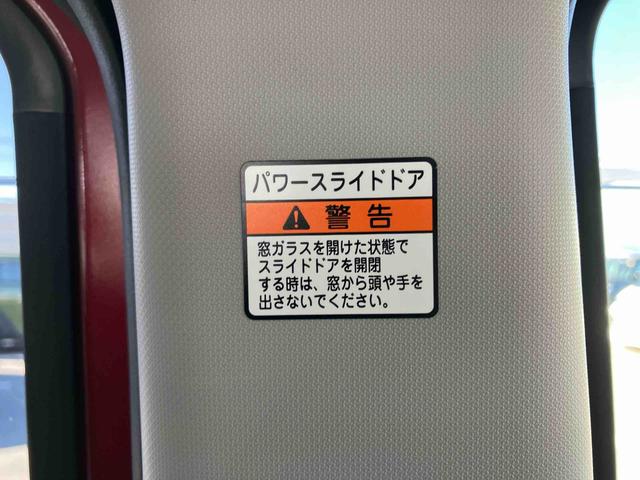 パワースライドドア
警告
窓ガラスを開けた状態で
スライドドアを開閉
する時は、窓から頭や手を
出さないでください。